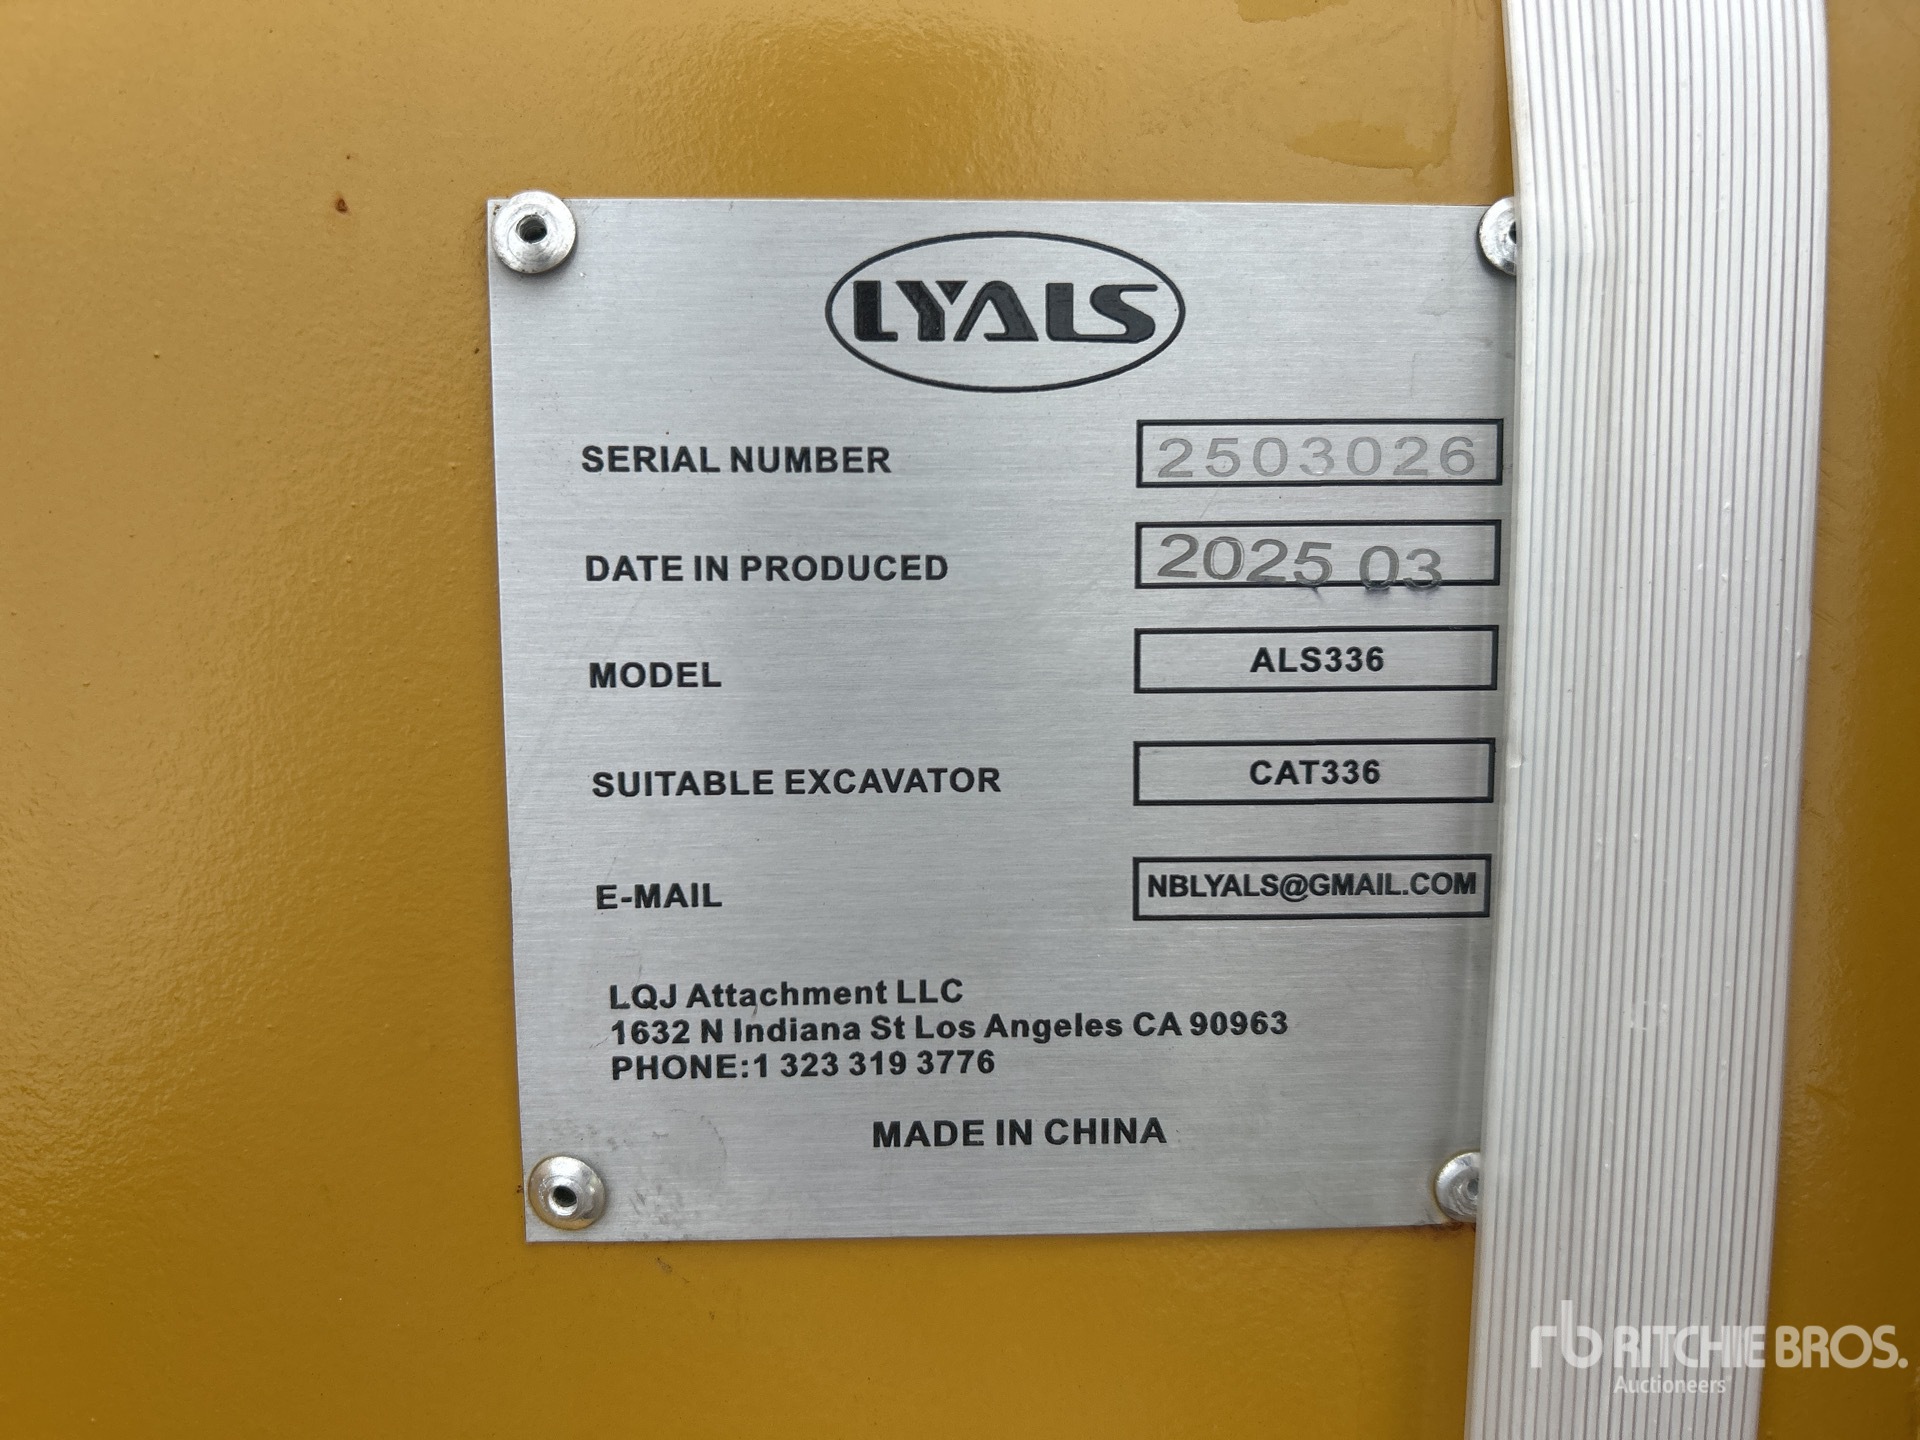 LYALS
SERIAL NUMBER 2503026
DATE IN PRODUCED 2025 03
MODEL ALS336
SUITABLE EXCAVATOR CAT336
E-MAIL NBLYALS@GMAIL.COM
LQJ Attachment LLC
1632 N Indiana St Los Angeles CA 90963
PHONE:1 323 319 3776
MADE IN CHINA
rb RITCHIE BROS.
Auctioneers